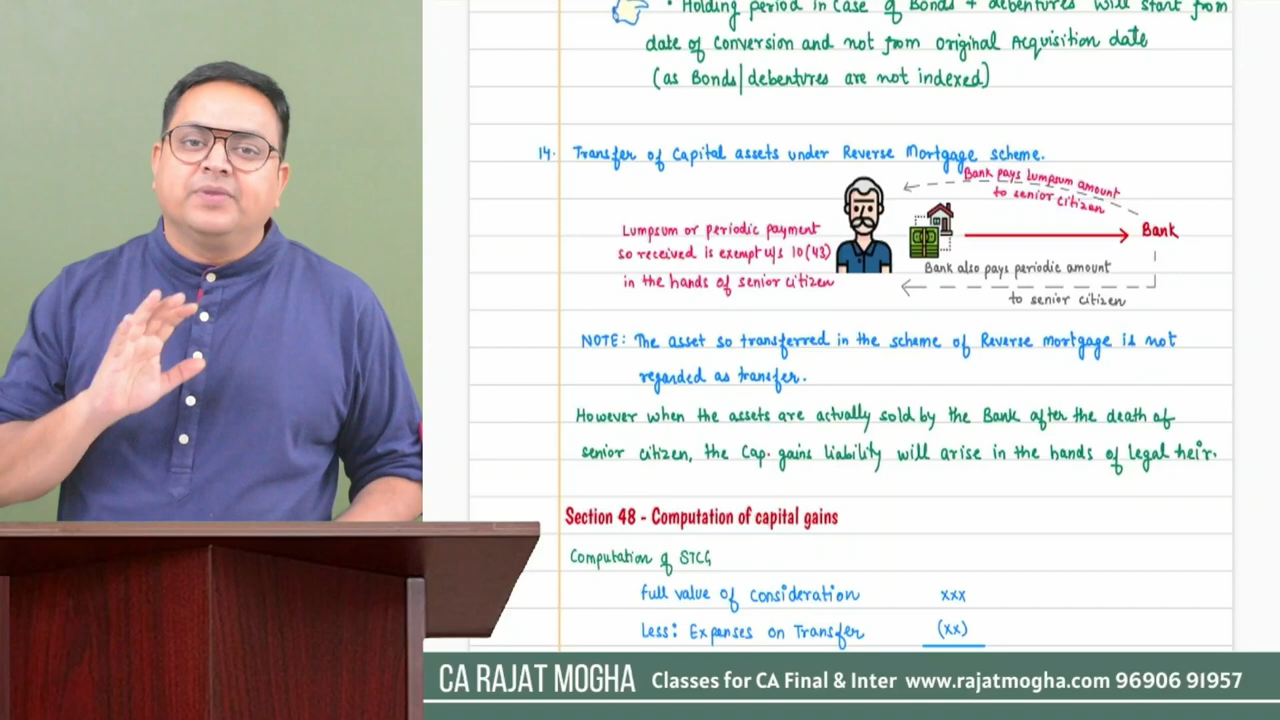 • Holding period in case of Bonds + debentures will start from
date of conversion and not from original Acquisition date
(as Bonds|debentures are not indexed)
14. Transfer of Capital assets under Reverse Mortgage scheme.
Bank pays lumpsum amount
to senior citizen
Lumpsum or periodic payment
so received is exempt u/s 10(43)
in the hands of senior citizen
Bank
Bank also pays periodic amount
to senior citizen
NOTE: The asset so transferred in the scheme of Reverse mortgage is not
regarded as transfer.
However when the assets are actually sold by the Bank after the death of
senior citizen, the Cap. gains liability will arise in the hands of legal heir.
Section 48 - Computation of capital gains
Computation of STCG
Full value of consideration xxx
Less: Expenses on Transfer (xx)
CA RAJAT MOGHA Classes for CA Final & Inter www.rajatmogha.com 96906 91957